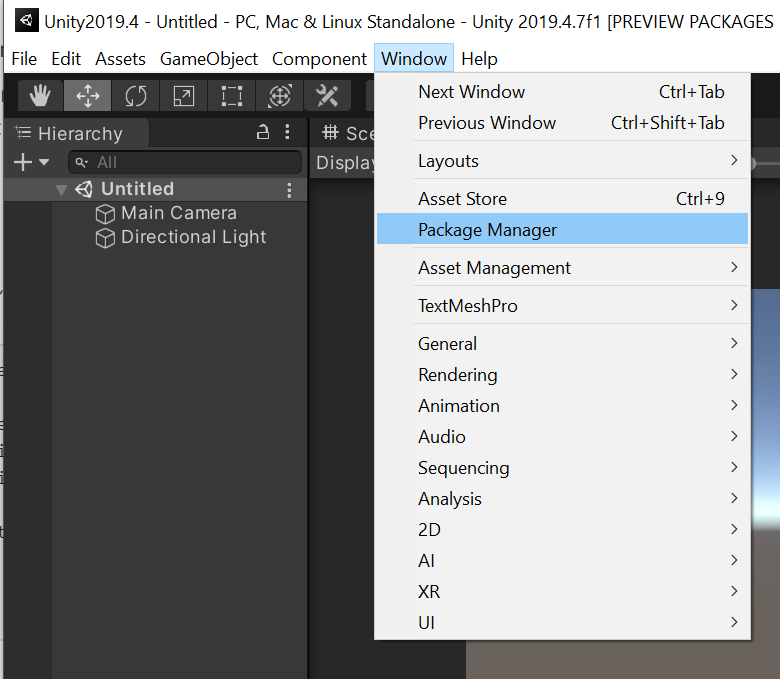 Unity2019.4 - Untitled - PC, Mac & Linux Standalone - Unity 2019.4.7f1 [PREVIEW PACKAGES
File Edit Assets GameObject Component Window Help
Hierarchy
All
Untitled
Main Camera
Directional Light
Next Window Ctrl+Tab
Previous Window Ctrl+Shift+Tab
Layouts
Asset Store Ctrl+9
Package Manager
Asset Management
TextMeshPro
General
Rendering
Animation
Audio
Sequencing
Analysis
2D
AI
XR
UI
# Sce
Display